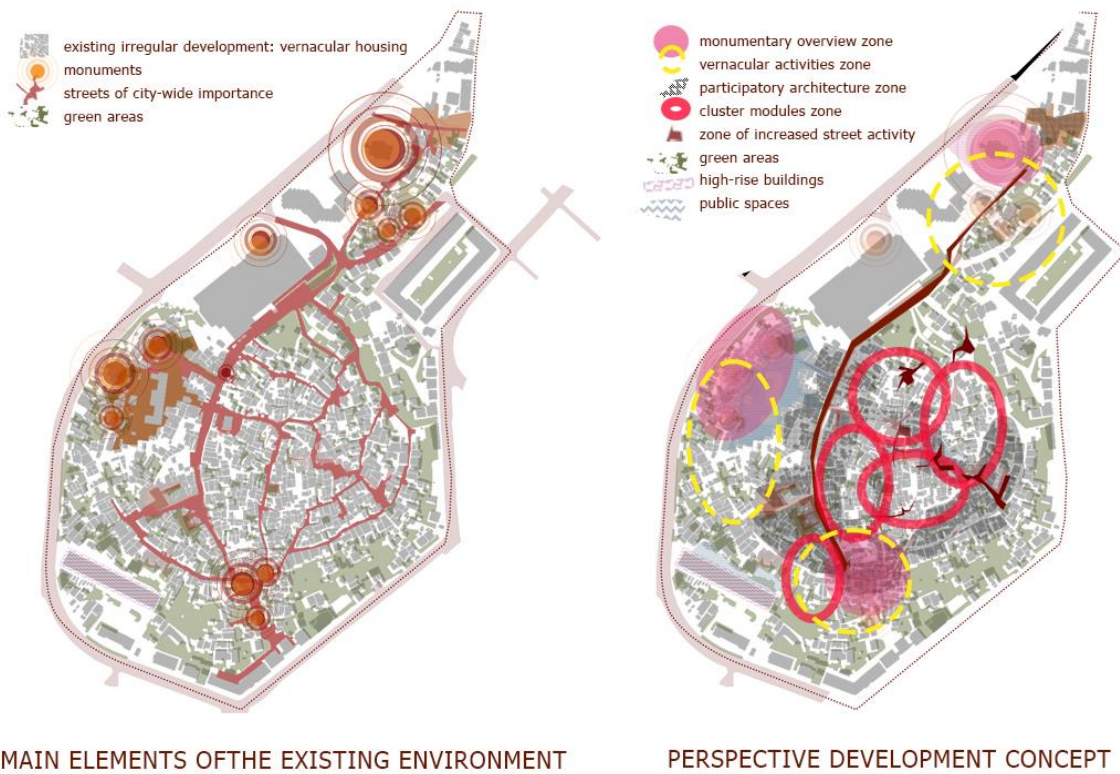 existing irregular development: vernacular housing
monuments
streets of city-wide importance
green areas
monumentary overview zone
vernacular activities zone
participatory architecture zone
cluster modules zone
zone of increased street activity
green areas
high-rise buildings
public spaces
MAIN ELEMENTS OFTHE EXISTING ENVIRONMENT
PERSPECTIVE DEVELOPMENT CONCEPT